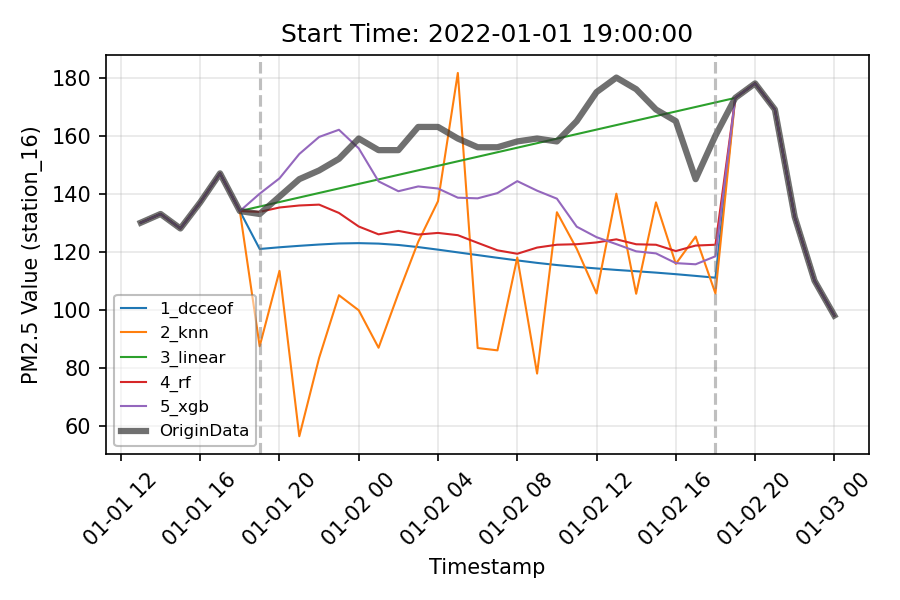 Start Time: 2022-01-01 19:00:00
PM2.5 Value (station_16)
180
160
140
120
100
80
60
1_dcceof
2_knn
3_linear
4_rf
5_xgb
OriginData
01-01 12
01-01 16
01-01 20
01-02 00
01-02 04
01-02 08
01-02 12
01-02 16
01-02 20
01-03 00
Timestamp